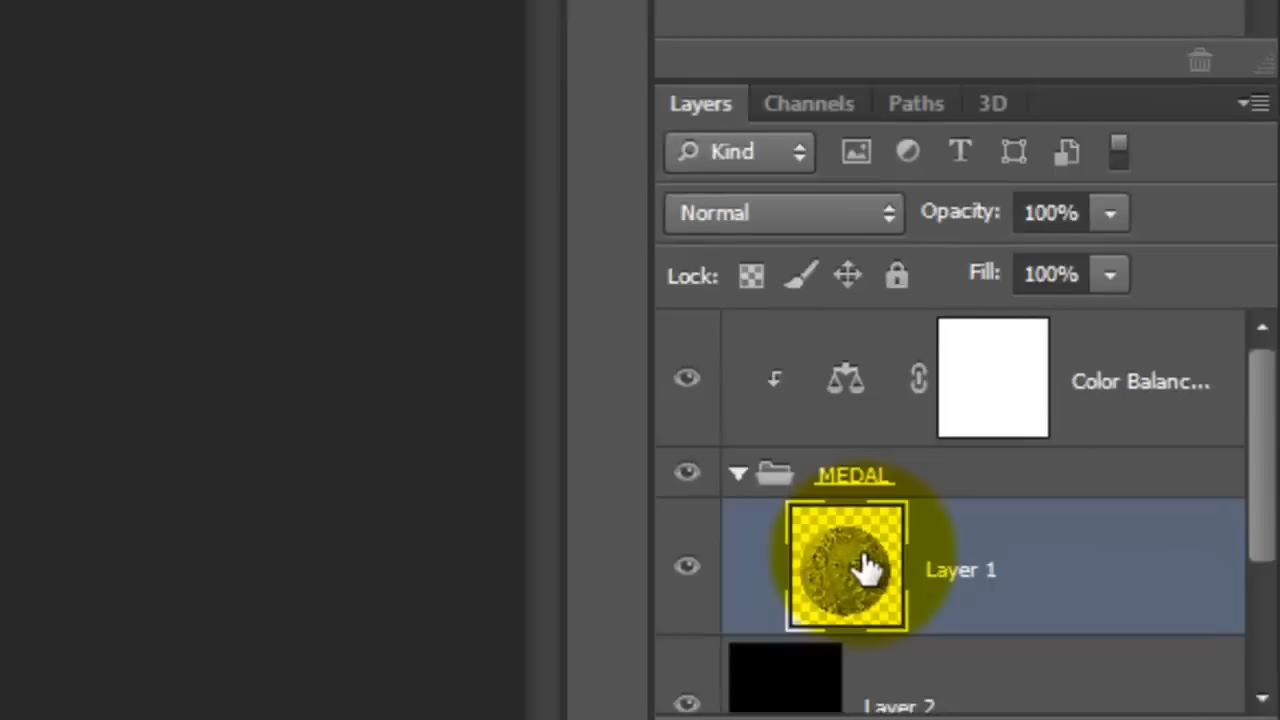 Layers Channels Paths 3D
Kind
Normal Opacity: 100%
Lock: Fill: 100%
Color Balanc...
MEDAL
Layer 1
Layer 2